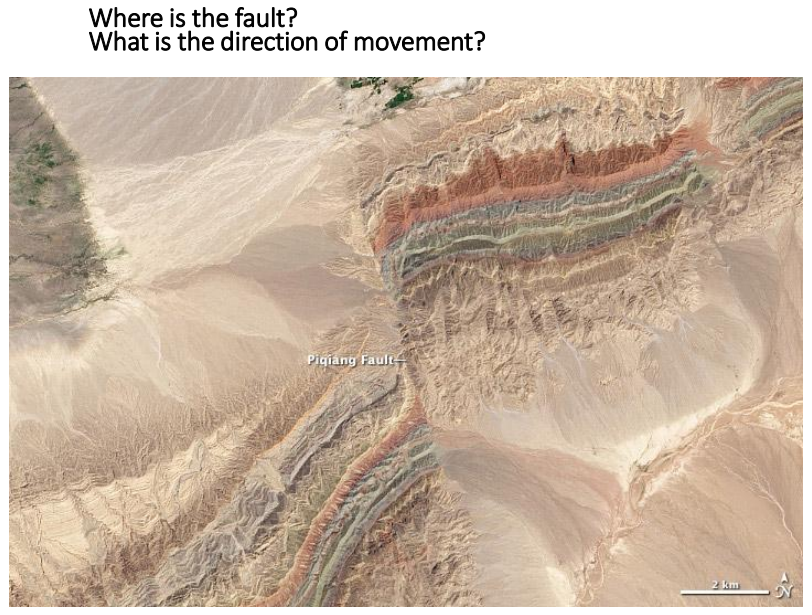 Where is the fault?
What is the direction of movement?
Piqiang Fault
2 km
N